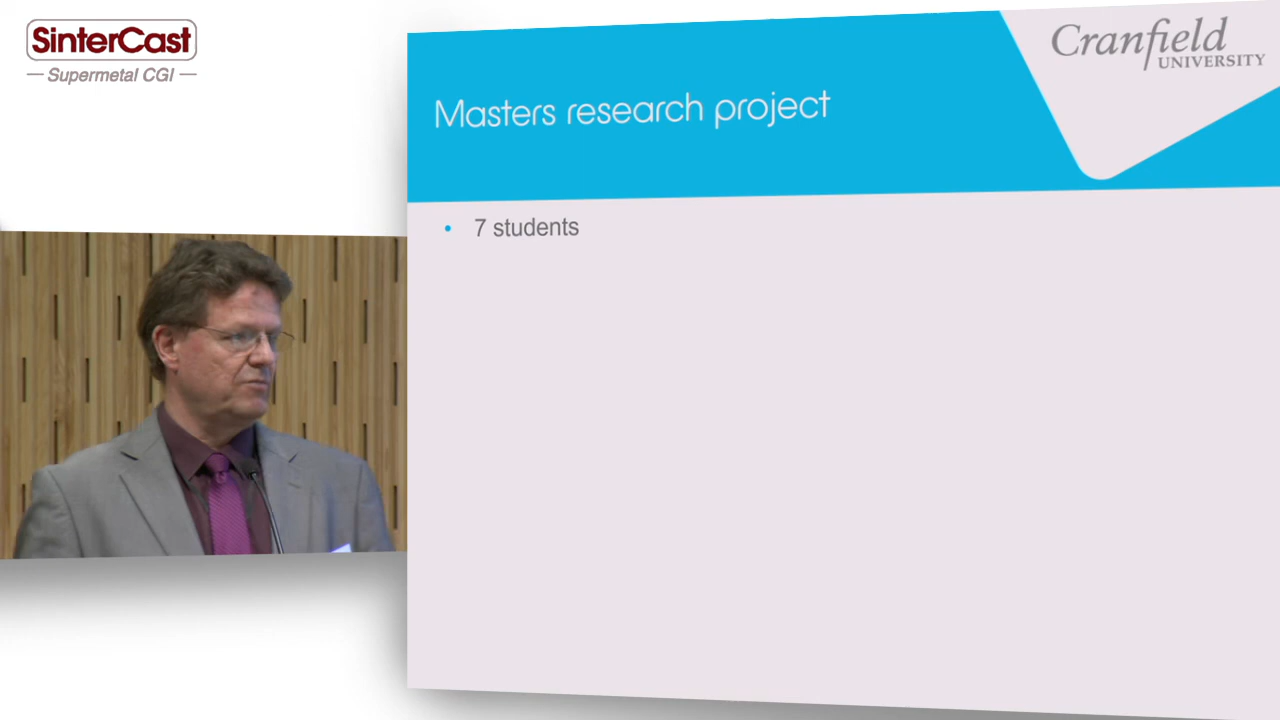 SinterCast
— Supermetal CGI —
Cranfield
UNIVERSITY
Masters research project
• 7 students